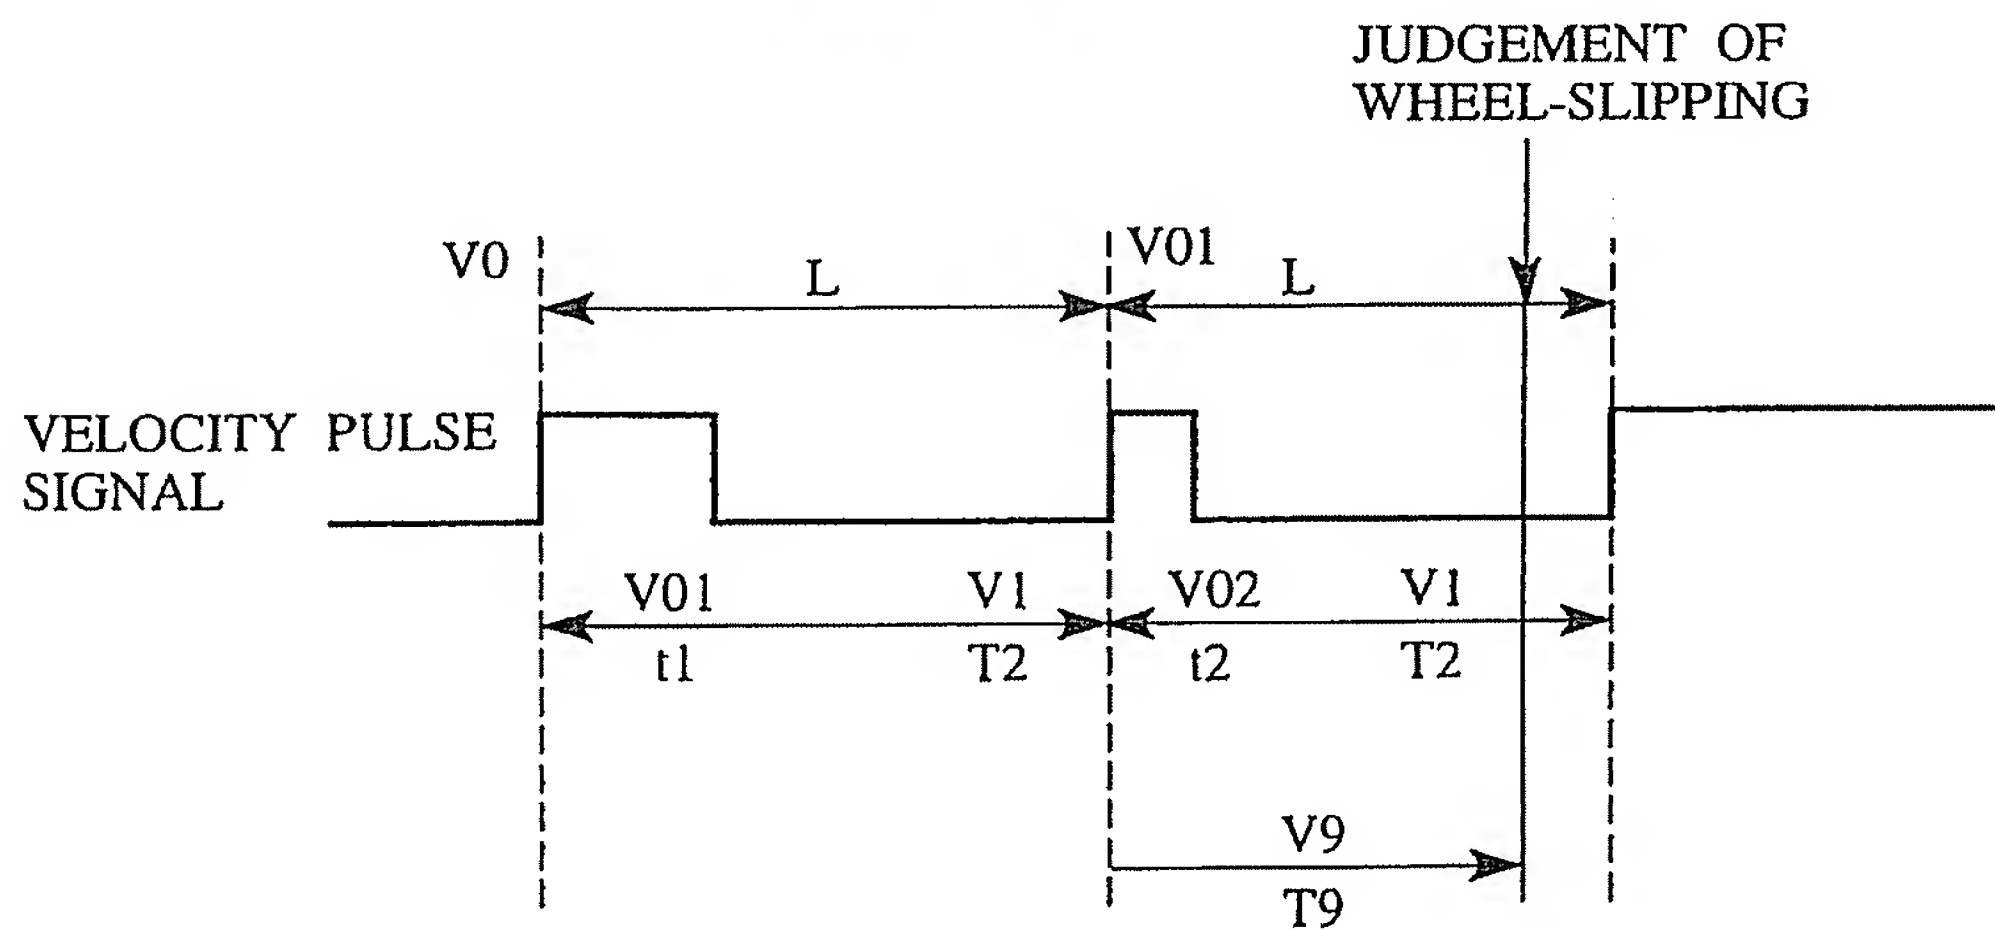 JUDGEMENT OF
WHEEL-SLIPPING
V0
L
V01
L
VELOCITY PULSE
SIGNAL
V01
V1
V02
V1
t1
T2
t2
T2
V9
T9